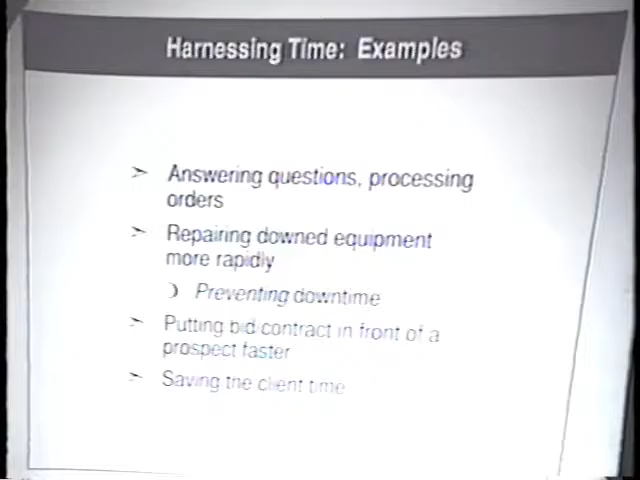 Harnessing Time: Examples
➣ Answering questions, processing
orders
➣ Repairing downed equipment
more rapidly
❩ Preventing downtime
➣ Putting bid contract in front of a
prospect faster
➣ Saving the client time